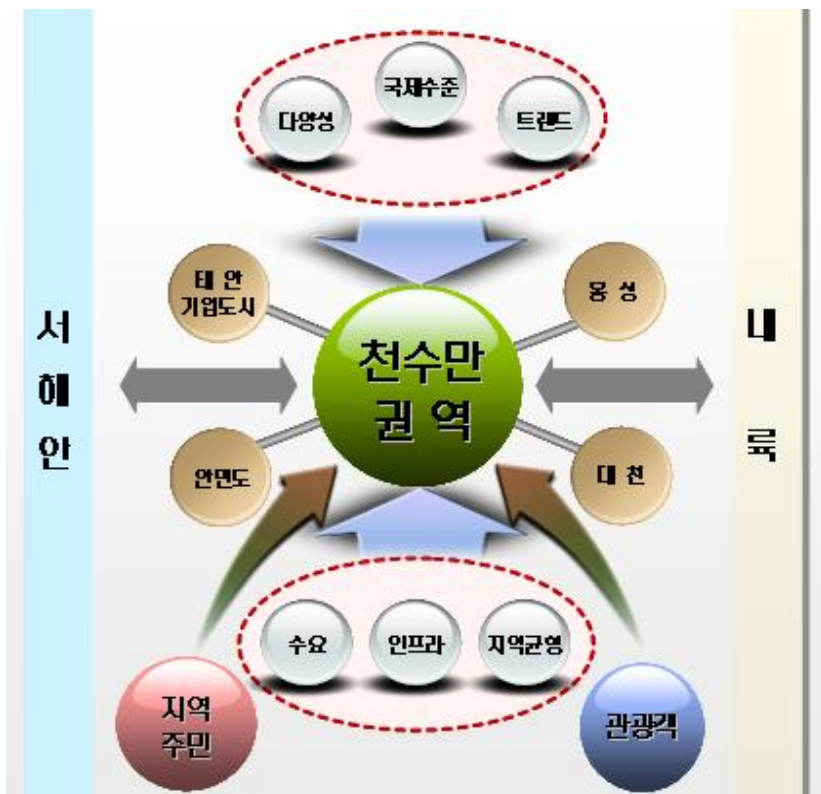 국제수준
다양성
트렌드
태 안
기업도시
몽 성
서
해
안
천수만
권 역
내
륙
안면도
대 천
수요
인프라
지역균형
지역
주민
관광객